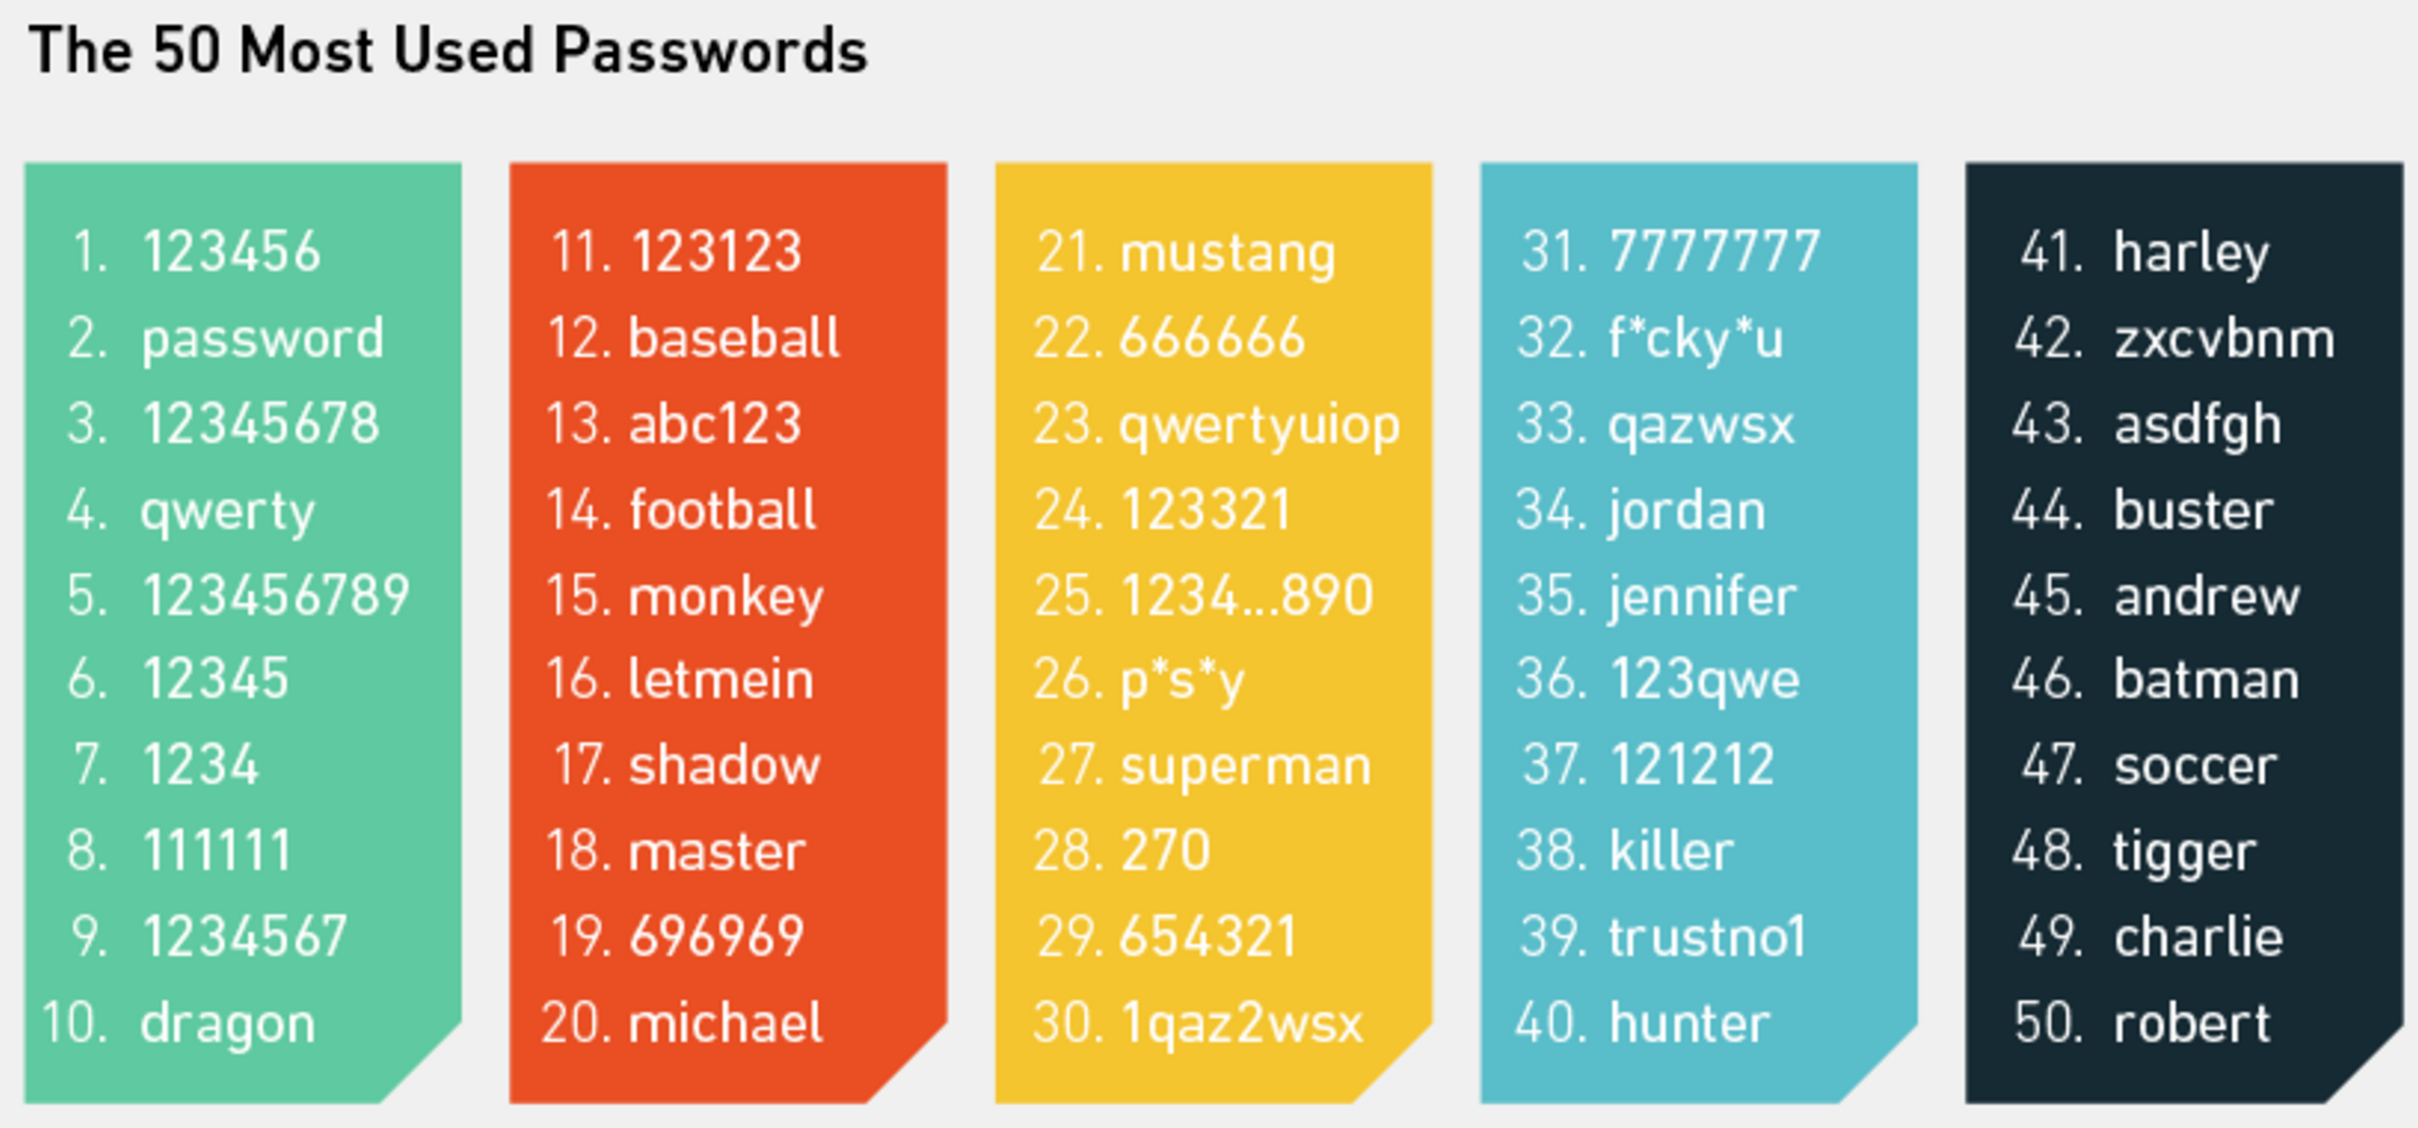 The 50 Most Used Passwords
1. 123456
2. password
3. 12345678
4. qwerty
5. 123456789
6. 12345
7. 1234
8. 111111
9. 1234567
10. dragon
11. 123123
12. baseball
13. abc123
14. football
15. monkey
16. letmein
17. shadow
18. master
19. 696969
20. michael
21. mustang
22. 666666
23. qwertyuiop
24. 123321
25. 1234...890
26. p*s*y
27. superman
28. 270
29. 654321
30. 1qaz2wsx
31. 7777777
32. f*cky*u
33. qazwsx
34. jordan
35. jennifer
36. 123qwe
37. 121212
38. killer
39. trustno1
40. hunter
41. harley
42. zxcvbnm
43. asdfgh
44. buster
45. andrew
46. batman
47. soccer
48. tigger
49. charlie
50. robert